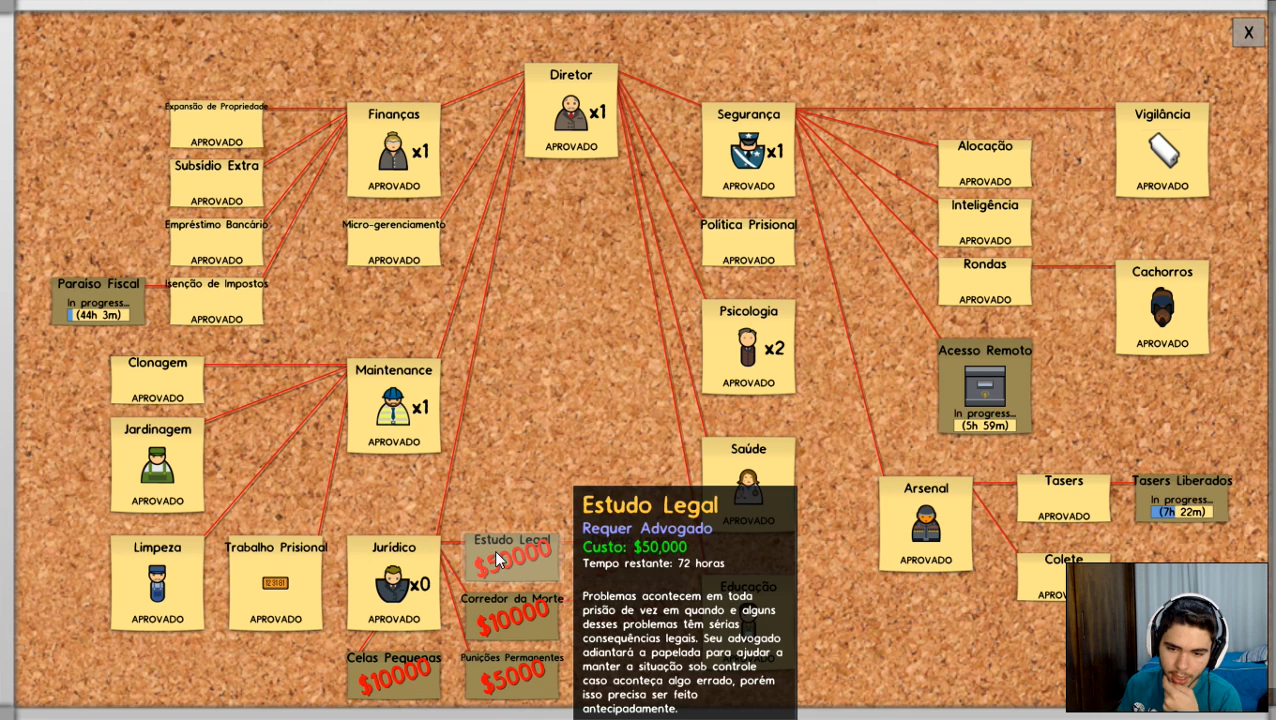 X
Diretor
x1
APROVADO
Expansão de Propriedade
APROVADO
Finanças
x1
APROVADO
Segurança
x1
APROVADO
Vigilância
APROVADO
Subsídio Extra
APROVADO
Alocação
APROVADO
Empréstimo Bancário
APROVADO
Micro-gerenciamento
APROVADO
Política Prisional
APROVADO
Inteligência
APROVADO
Paraíso Fiscal
In progress...
(44h 3m)
Isenção de Impostos
APROVADO
Rondas
APROVADO
Cachorros
APROVADO
Psicologia
x2
APROVADO
Acesso Remoto
In progress...
(5h 59m)
Clonagem
APROVADO
Maintenance
x1
APROVADO
Jardinagem
APROVADO
Saúde
APROVADO
Arsenal
APROVADO
Tasers
APROVADO
Tasers Liberados
In progress...
(7h 22m)
Limpeza
APROVADO
Trabalho Prisional
APROVADO
Jurídico
x0
APROVADO
Estudo Legal
$50000
Corredor da Morte
$10000
Celas Pequenas
$10000
Punições Permanentes
$5000
Colete
Educação
Estudo Legal
Requer Advogado
Custo: $50,000
Tempo restante: 72 horas
Problemas acontecem em toda
prisão de vez em quando e alguns
desses problemas têm sérias
consequências legais. Seu advogado
adiantará a papelada para ajudar a
manter a situação sob controle
caso aconteça algo errado, porém
isso precisa ser feito
antecipadamente.